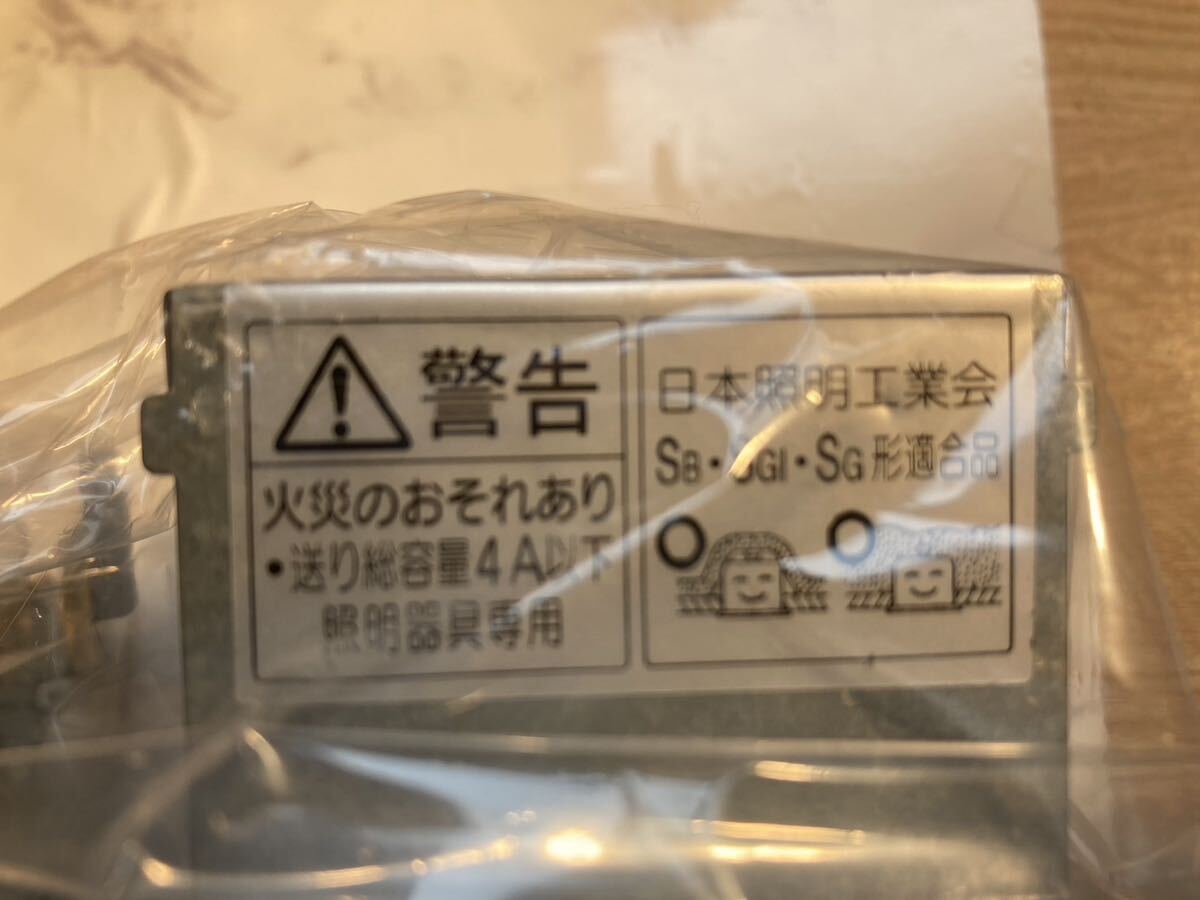 警告
火災のおそれあり
・送り総容量4A以下
照明器具専用
日本照明工業会
SB・SGI・SG形適合品